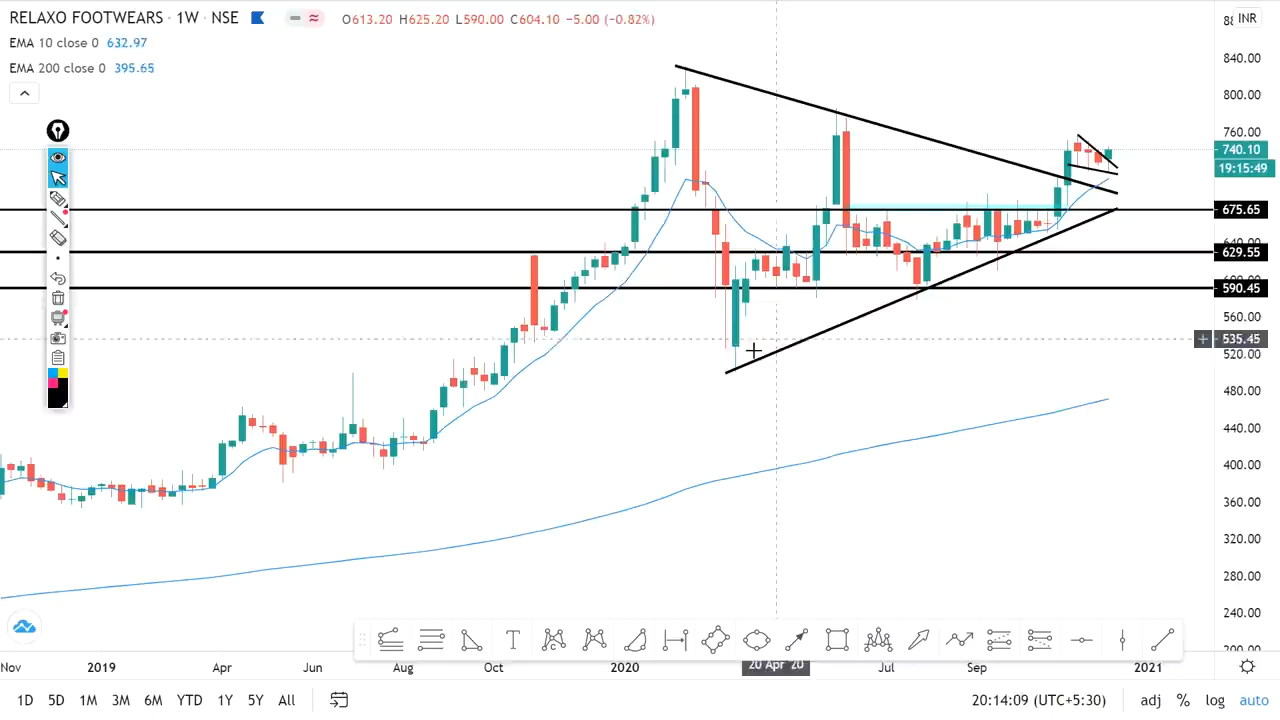 RELAXO FOOTWEARS · 1W · NSE O613.20 H625.20 L590.00 C604.10 −5.00 (−0.82%)
INR
EMA 10 close 0 632.97
EMA 200 close 0 395.65
840.00
800.00
760.00
740.10
19:15:49
675.65
640.00
629.55
590.45
560.00
535.45
520.00
480.00
440.00
400.00
360.00
320.00
280.00
240.00
T
Nov 2019 Apr Jun Aug Oct 2020 20 Apr '20 Jul Sep 2021
1D 5D 1M 3M 6M YTD 1Y 5Y All 20:14:09 (UTC+5:30) adj % log auto